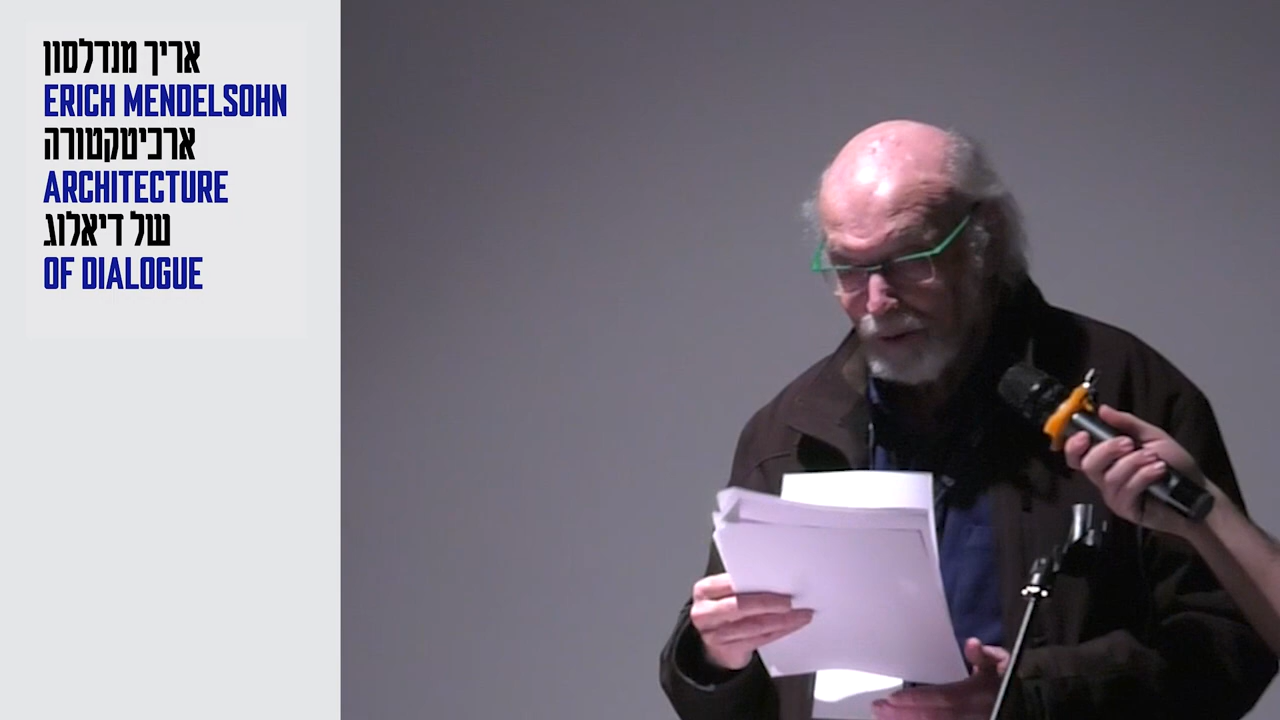 אריך מנדלסון
ERICH MENDELSOHN
ארכיטקטורה
ARCHITECTURE
של דיאלוג
OF DIALOGUE